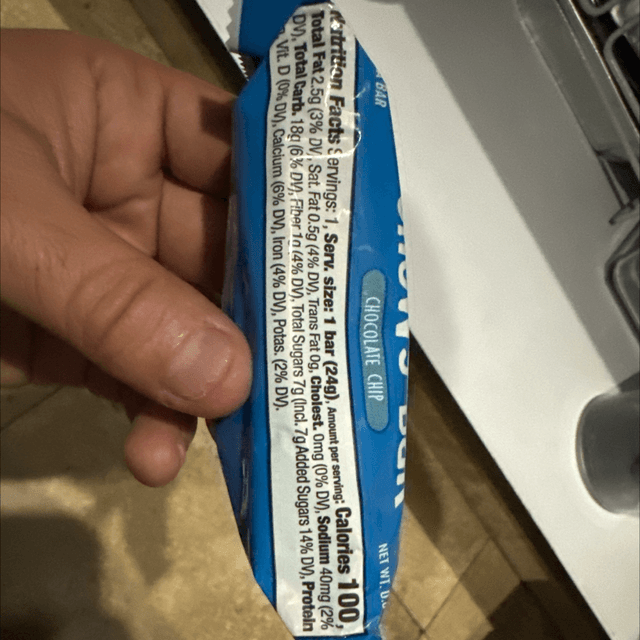 BAR
CHOCOLATE CHIP
NET WT.
Nutrition Facts Servings: 1, Serv. size: 1 bar (24g), Amount per serving: Calories 100,
Total Fat 2.5g (3% DV), Sat. Fat 0.5g (4% DV), Trans Fat 0g, Cholest. 0mg (0% DV), Sodium 40mg (2%
DV), Total Carb. 18g (6% DV), Fiber 1g (4% DV), Total Sugars 7g (Incl. 7g Added Sugars 14% DV), Protein
Vit. D (0% DV), Calcium (6% DV), Iron (4% DV), Potas. (2% DV).